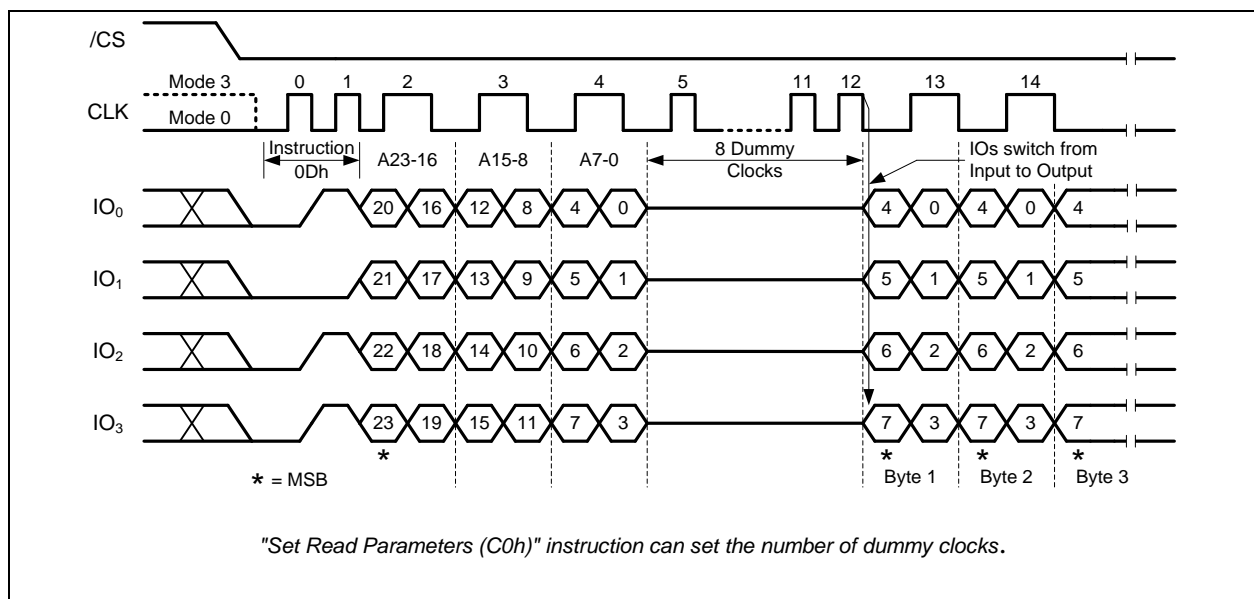 /CS
Mode 3 0 1 2 3 4 5 11 12 13 14
CLK Mode 0
Instruction 8 Dummy IOs switch from
0Dh A23-16 A15-8 A7-0 Clocks Input to Output
IO0 20 16 12 8 4 0 4 0 4 0 4
IO1 21 17 13 9 5 1 5 1 5 1 5
IO2 22 18 14 10 6 2 6 2 6 2 6
IO3 23 19 15 11 7 3 7 3 7 3 7
* * * *
* = MSB Byte 1 Byte 2 Byte 3
"Set Read Parameters (C0h)" instruction can set the number of dummy clocks.